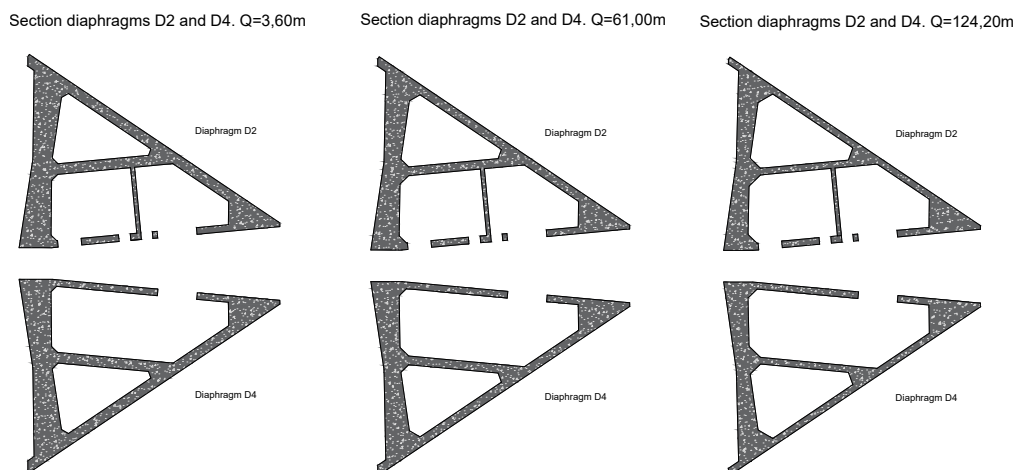 Section diaphragms D2 and D4. Q=3,60m
Section diaphragms D2 and D4. Q=61,00m
Section diaphragms D2 and D4. Q=124,20m
Diaphragm D2
Diaphragm D2
Diaphragm D2
Diaphragm D4
Diaphragm D4
Diaphragm D4